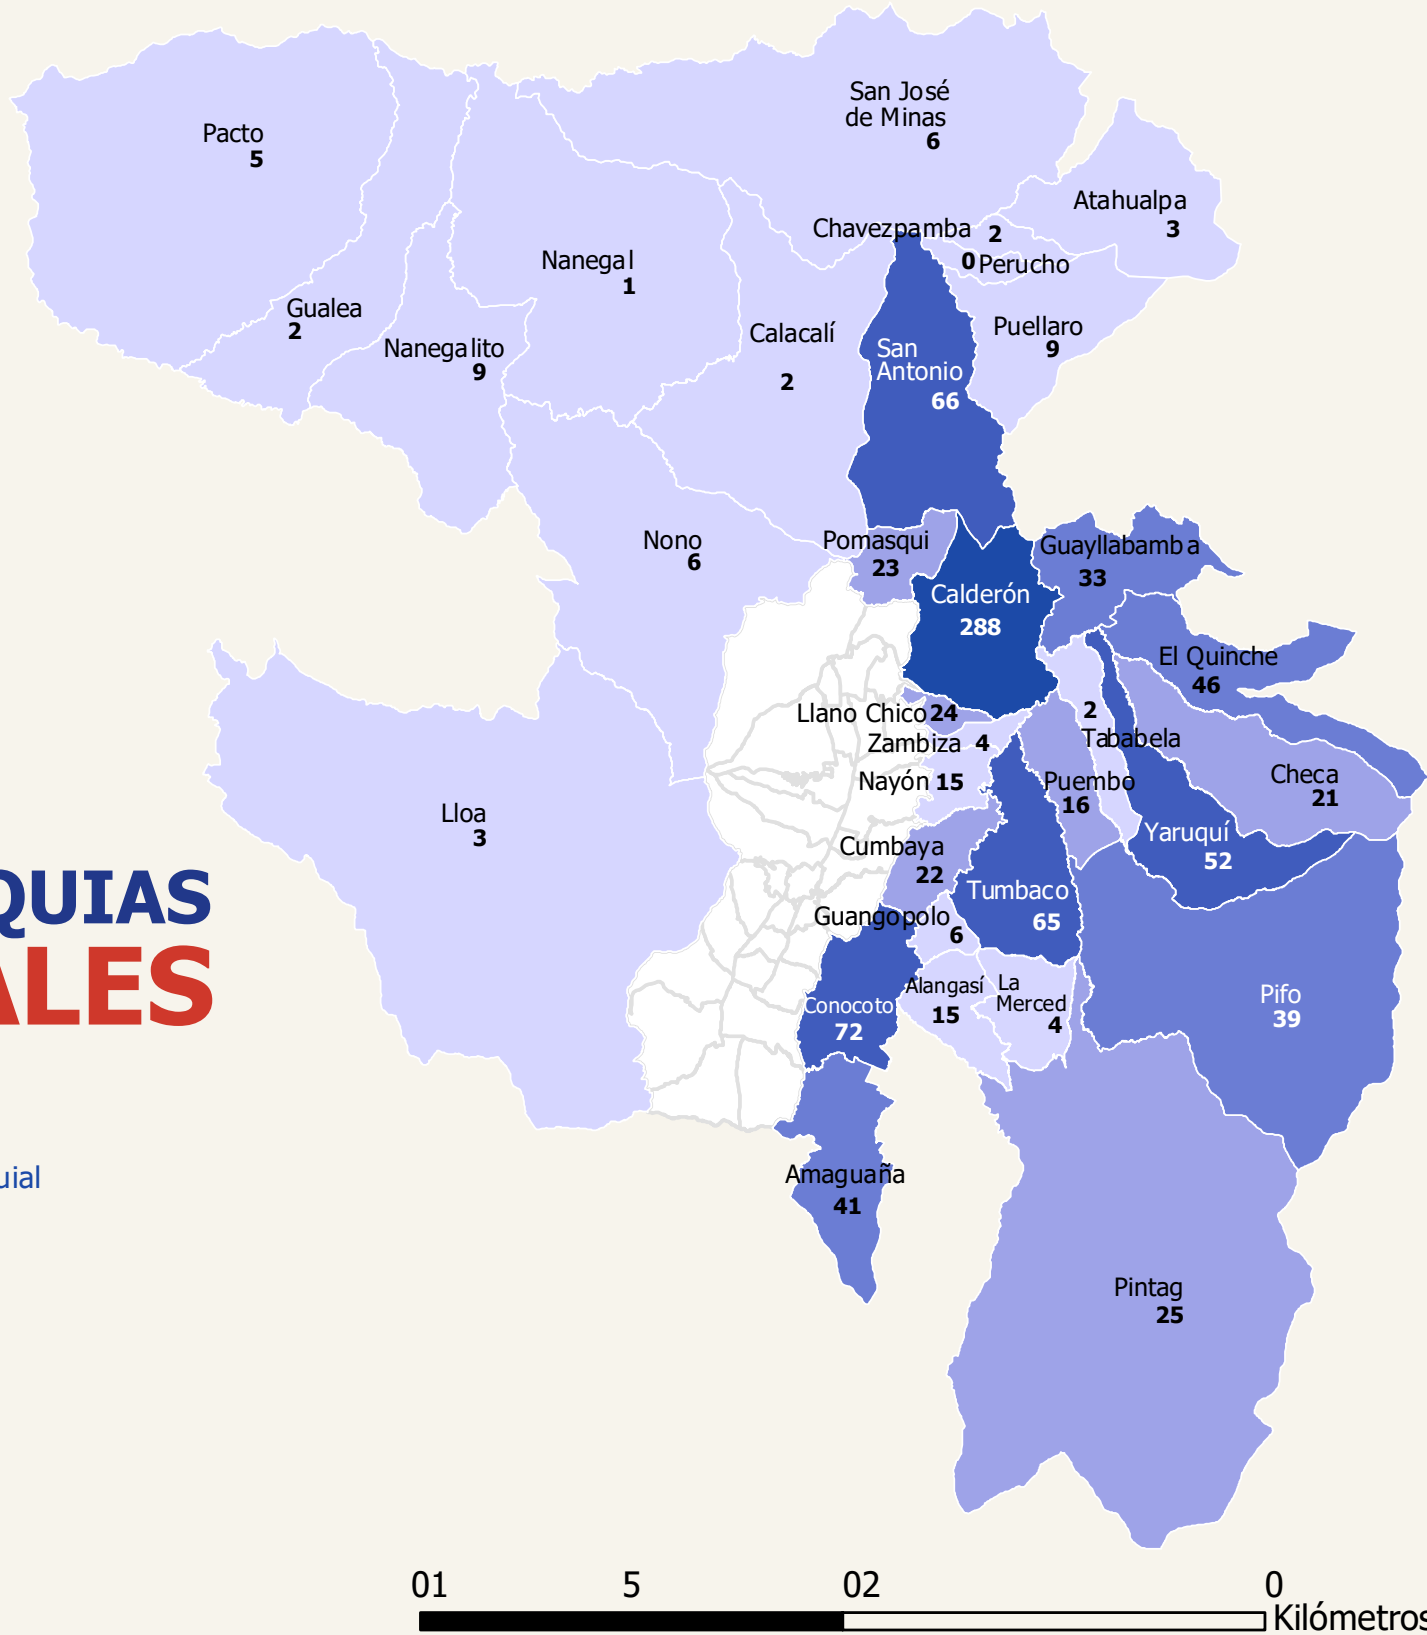 San José
de Minas
6
Pacto
5
Atahualpa
3
Chavezpamba 2
0 Perucho
Nanegal
1
Gualea
2
Nanegalito
9
Calacalí
2
San
Antonio
66
Puellaro
9
Nono
6
Pomasqui
23
Guayllabamba
33
Calderón
288
El Quinche
46
Llano Chico 24
2
Tababela
Zambiza 4
Nayón 15
Puembo
16
Checa
21
Lloa
3
Yaruquí
52
Cumbaya
22
Tumbaco
65
Guangopolo
6
QUIAS
ALES
Alangasí
15
La
Merced
4
Conocoto
72
Pifo
39
uial
Amaguaña
41
Pintag
25
01 5 02 0
Kilómetros